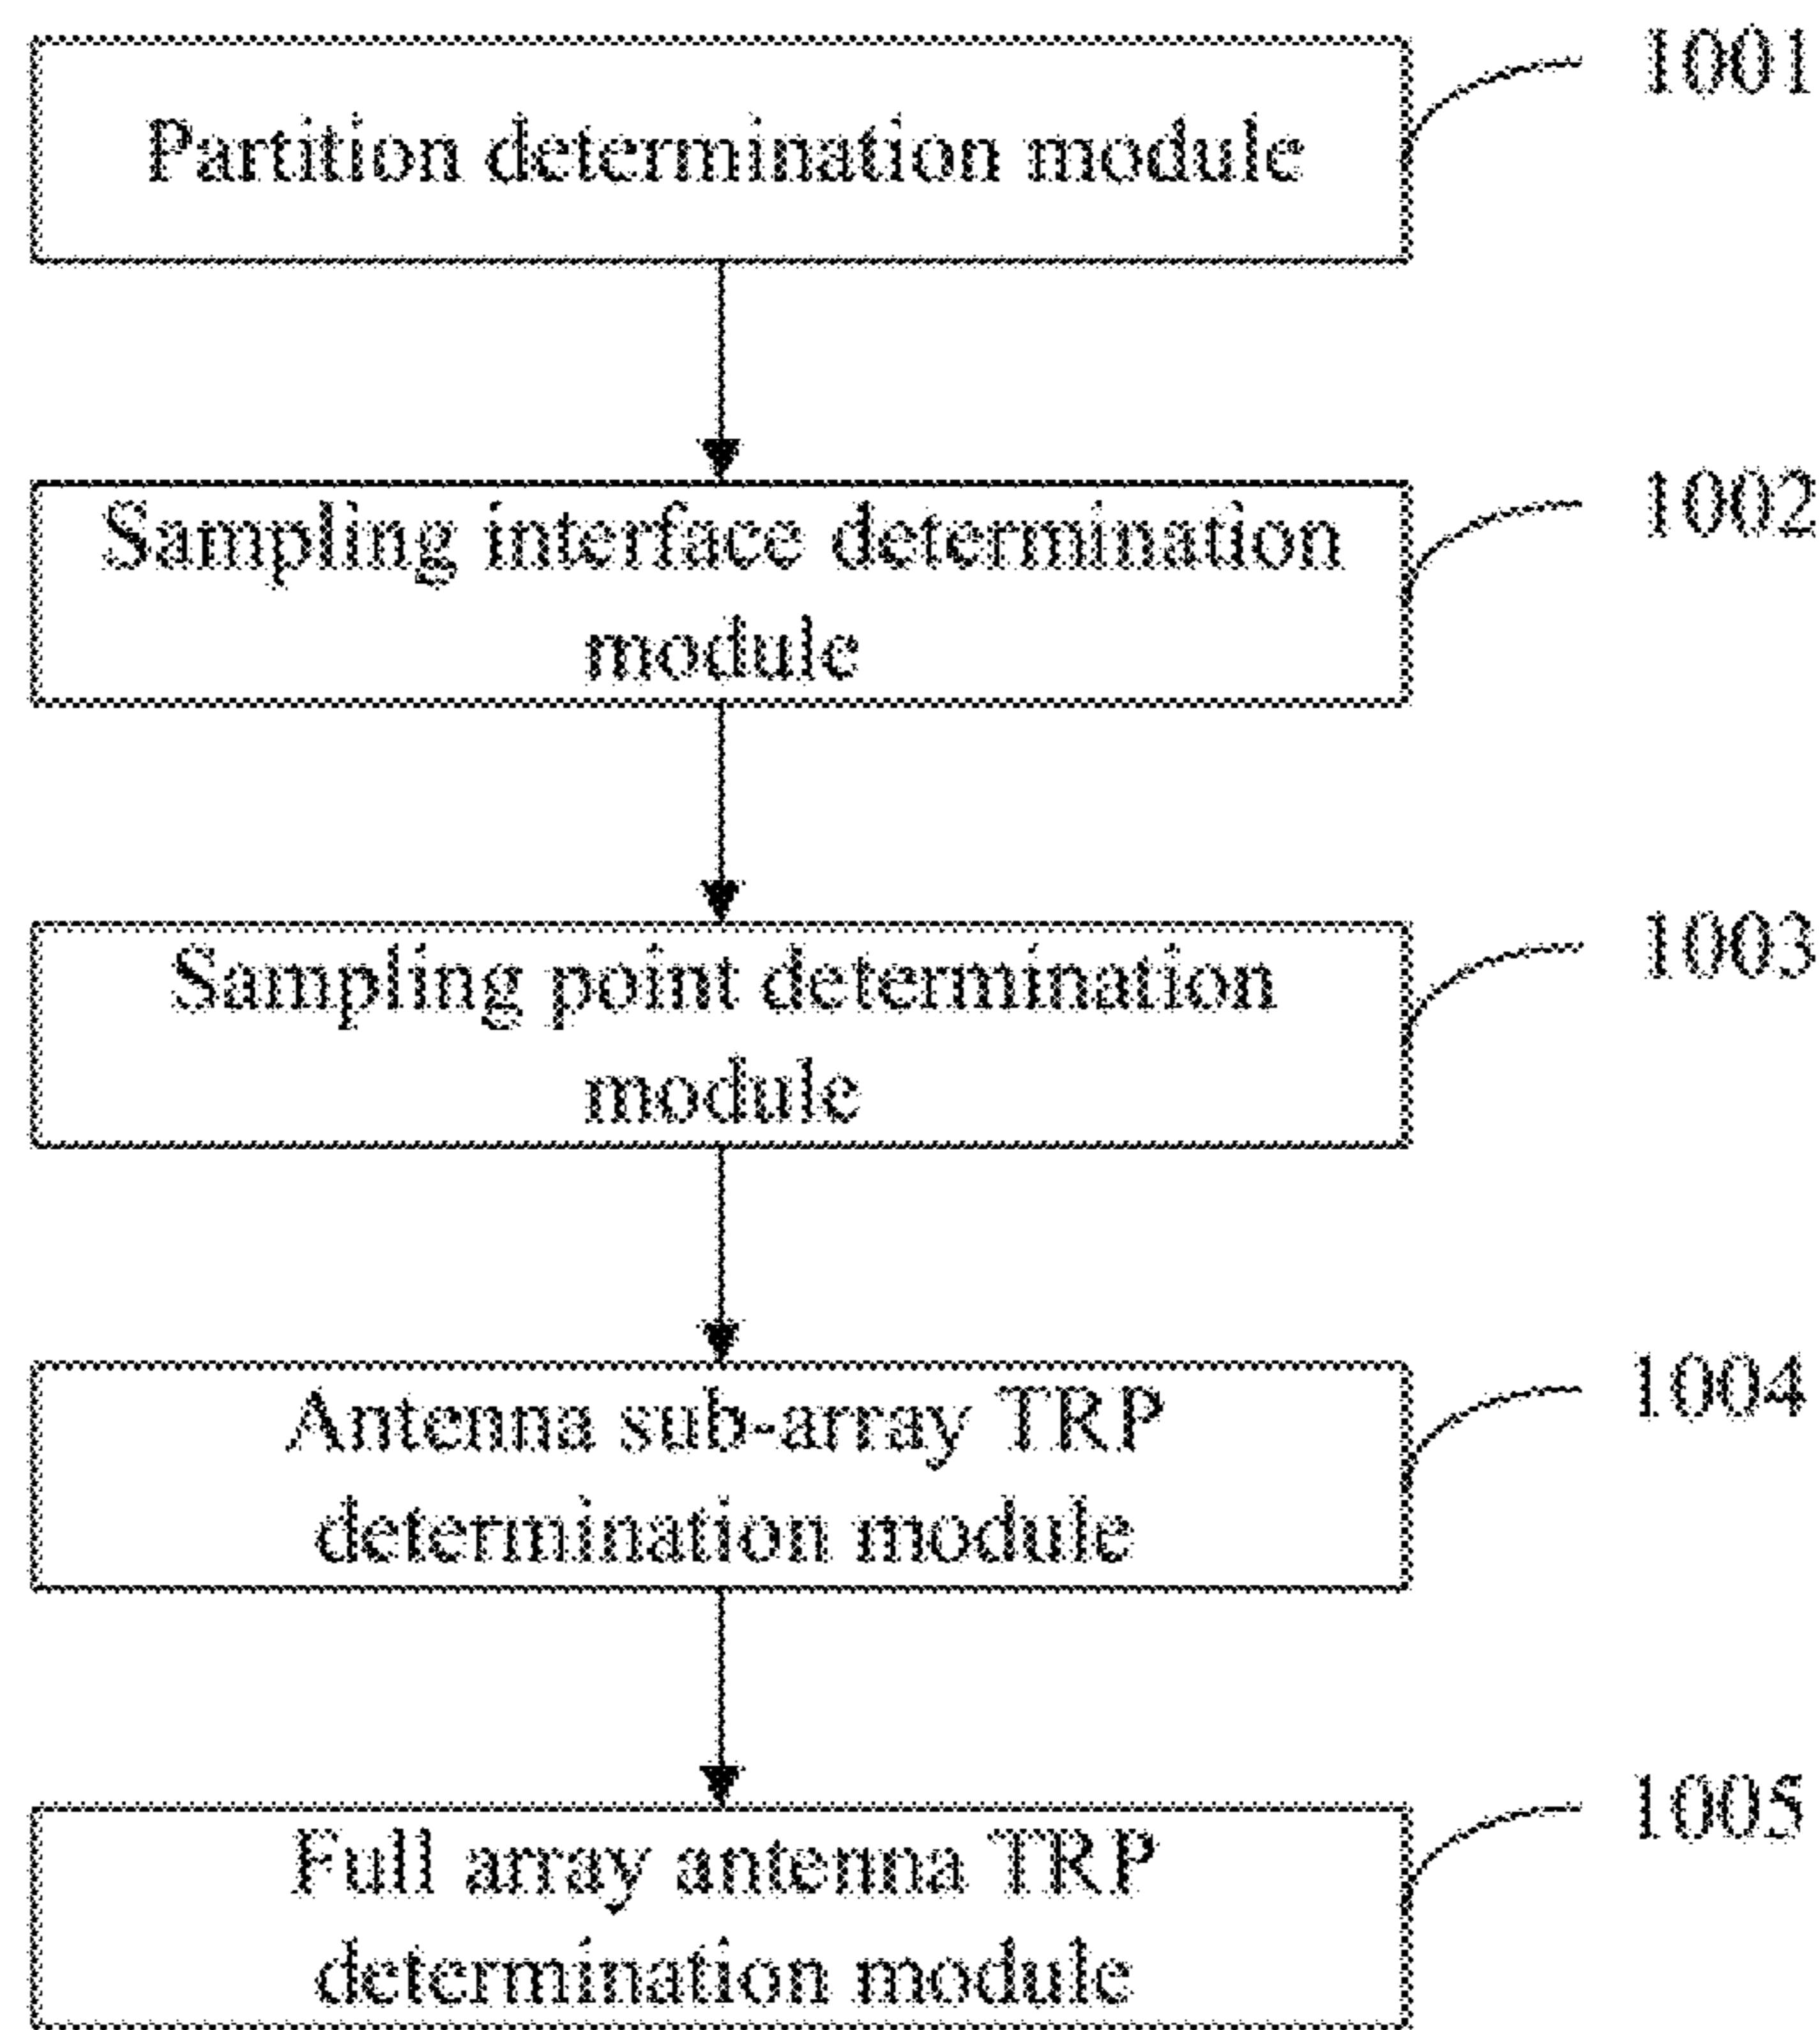 Partition determination module
1001
Sampling interface determination
module
1002
Sampling point determination
module
1003
Antenna sub-array TRP
determination module
1004
Full array antenna TRP
determination module
1005